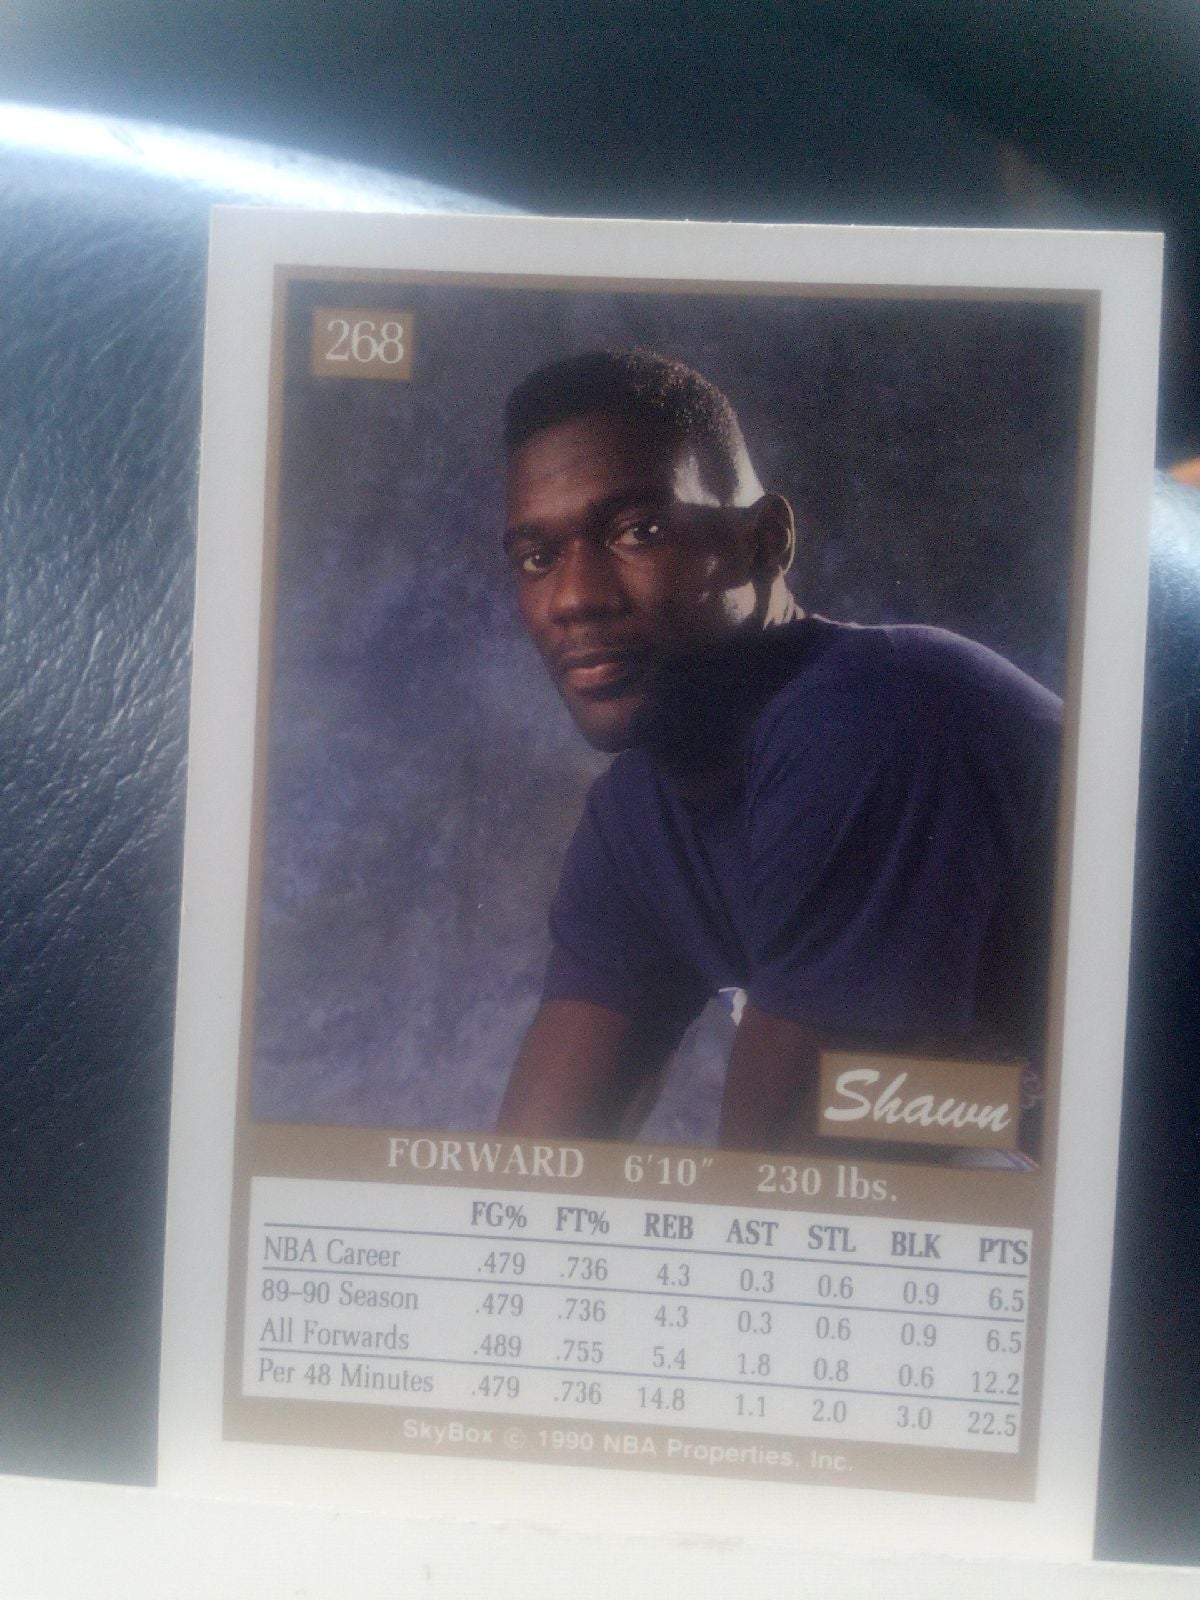 268
Shawn
FORWARD 6'10" 230 lbs.
FG% FT% REB AST STL BLK PTS
NBA Career .479 .736 4.3 0.3 0.6 0.9 6.5
89–90 Season .479 .736 4.3 0.3 0.6 0.9 6.5
All Forwards .489 .755 5.4 1.8 0.8 0.6 12.2
Per 48 Minutes .479 .736 14.8 1.1 2.0 3.0 22.5
SkyBox © 1990 NBA Properties, Inc.